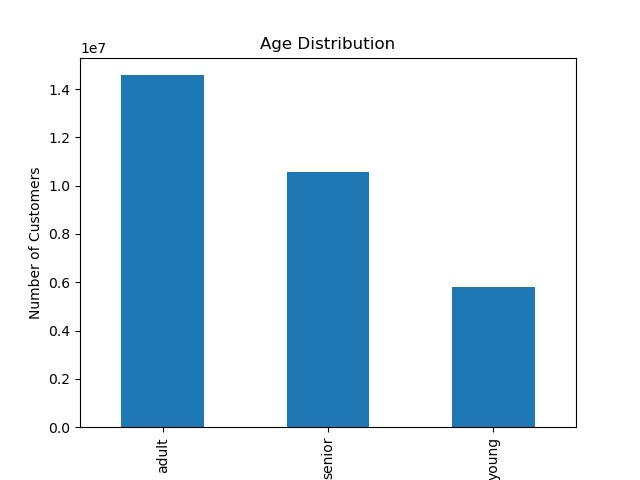 Age Distribution
1e7
1.4
1.2
1.0
0.8
0.6
0.4
0.2
0.0
Number of Customers
adult
senior
young